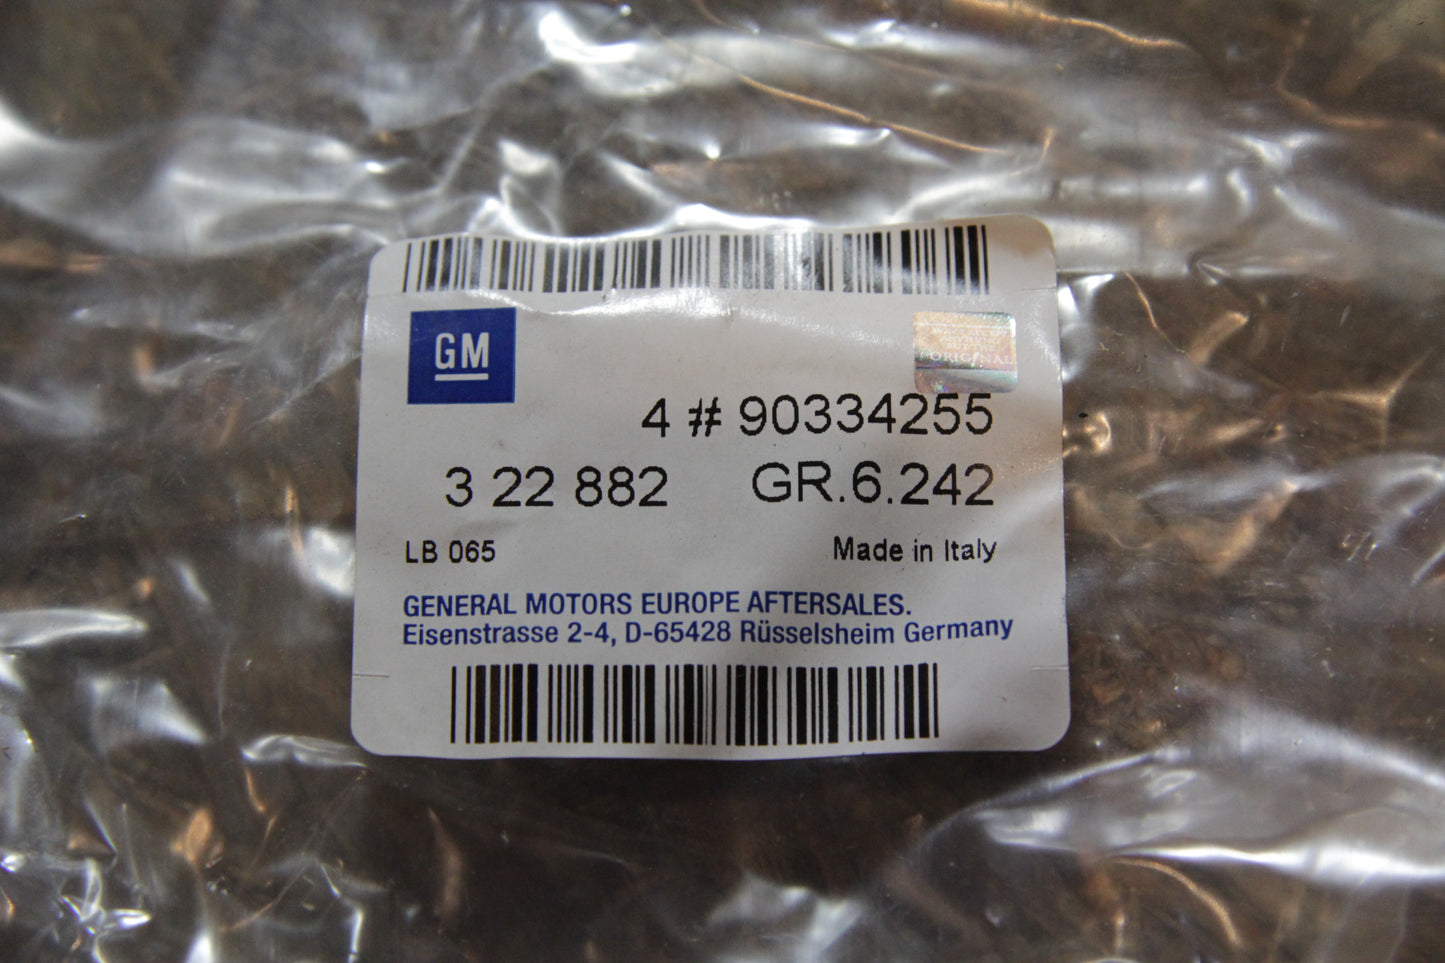 GM
ORIGINAL
4 # 90334255
3 22 882 GR.6.242
LB 065 Made in Italy
GENERAL MOTORS EUROPE AFTERSALES.
Eisenstrasse 2-4, D-65428 Rüsselsheim Germany